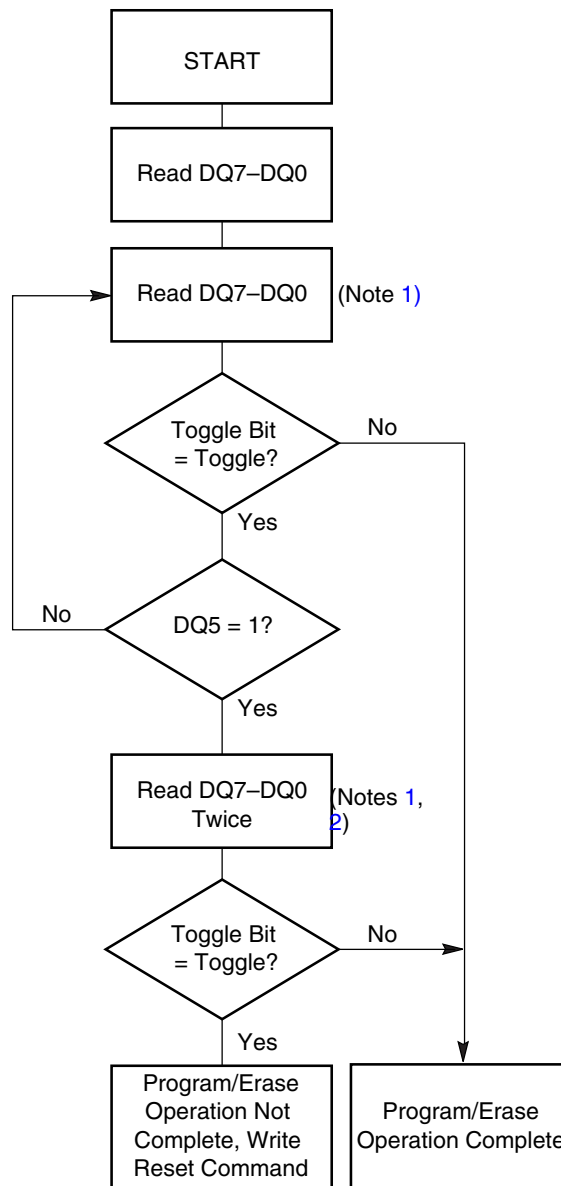 START
Read DQ7–DQ0
Read DQ7–DQ0
(Note 1)
Toggle Bit
= Toggle?
No
Yes
No
DQ5 = 1?
Yes
Read DQ7–DQ0
Twice
(Notes 1,
2)
Toggle Bit
= Toggle?
No
Yes
Program/Erase
Operation Not
Complete, Write
Reset Command
Program/Erase
Operation Complete